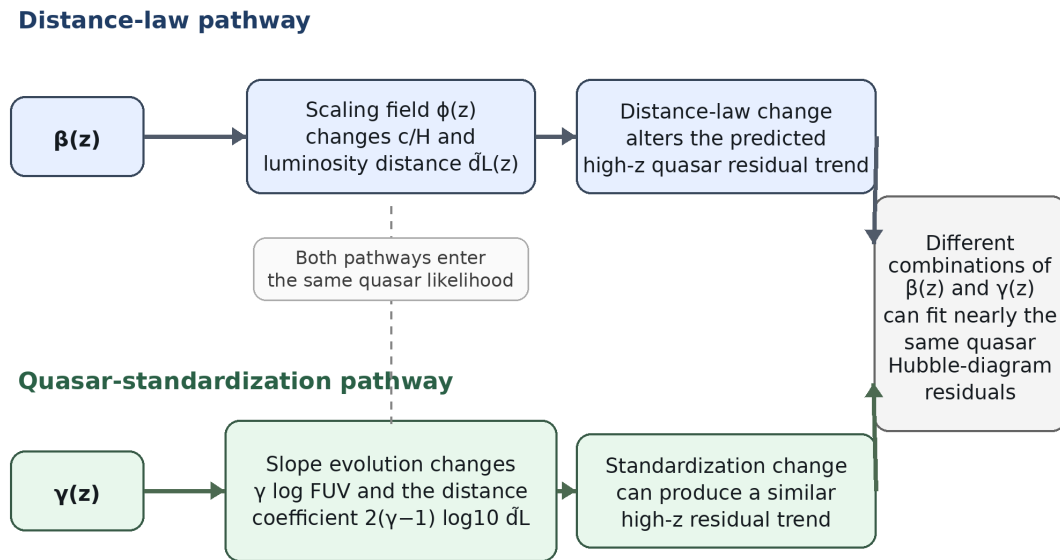 Distance-law pathway
β(z)
Scaling field ϕ(z)
changes c/H and
luminosity distance d̃L(z)
Distance-law change
alters the predicted
high-z quasar residual trend
Both pathways enter
the same quasar likelihood
Different
combinations of
β(z) and γ(z)
can fit nearly the
same quasar
Hubble-diagram
residuals
Quasar-standardization pathway
γ(z)
Slope evolution changes
γ log FUV and the distance
coefficient 2(γ−1) log10 d̃L
Standardization change
can produce a similar
high-z residual trend